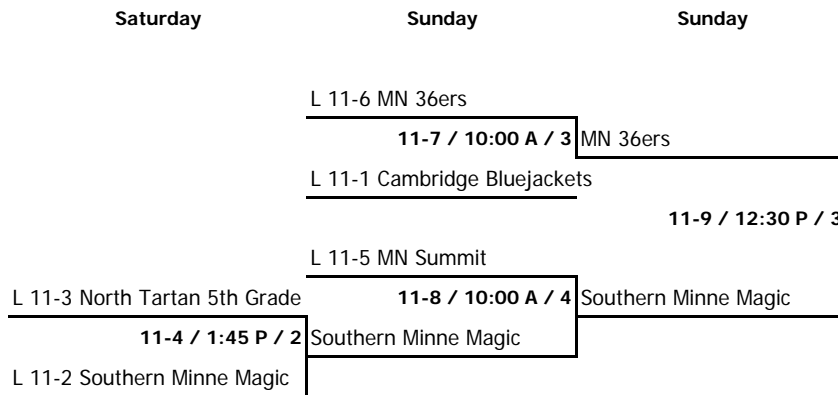 Saturday Sunday Sunday
L 11-6 MN 36ers
11-7 / 10:00 A / 3 MN 36ers
L 11-1 Cambridge Bluejackets
11-9 / 12:30 P / 3
L 11-5 MN Summit
L 11-3 North Tartan 5th Grade 11-8 / 10:00 A / 4 Southern Minne Magic
11-4 / 1:45 P / 2 Southern Minne Magic
L 11-2 Southern Minne Magic